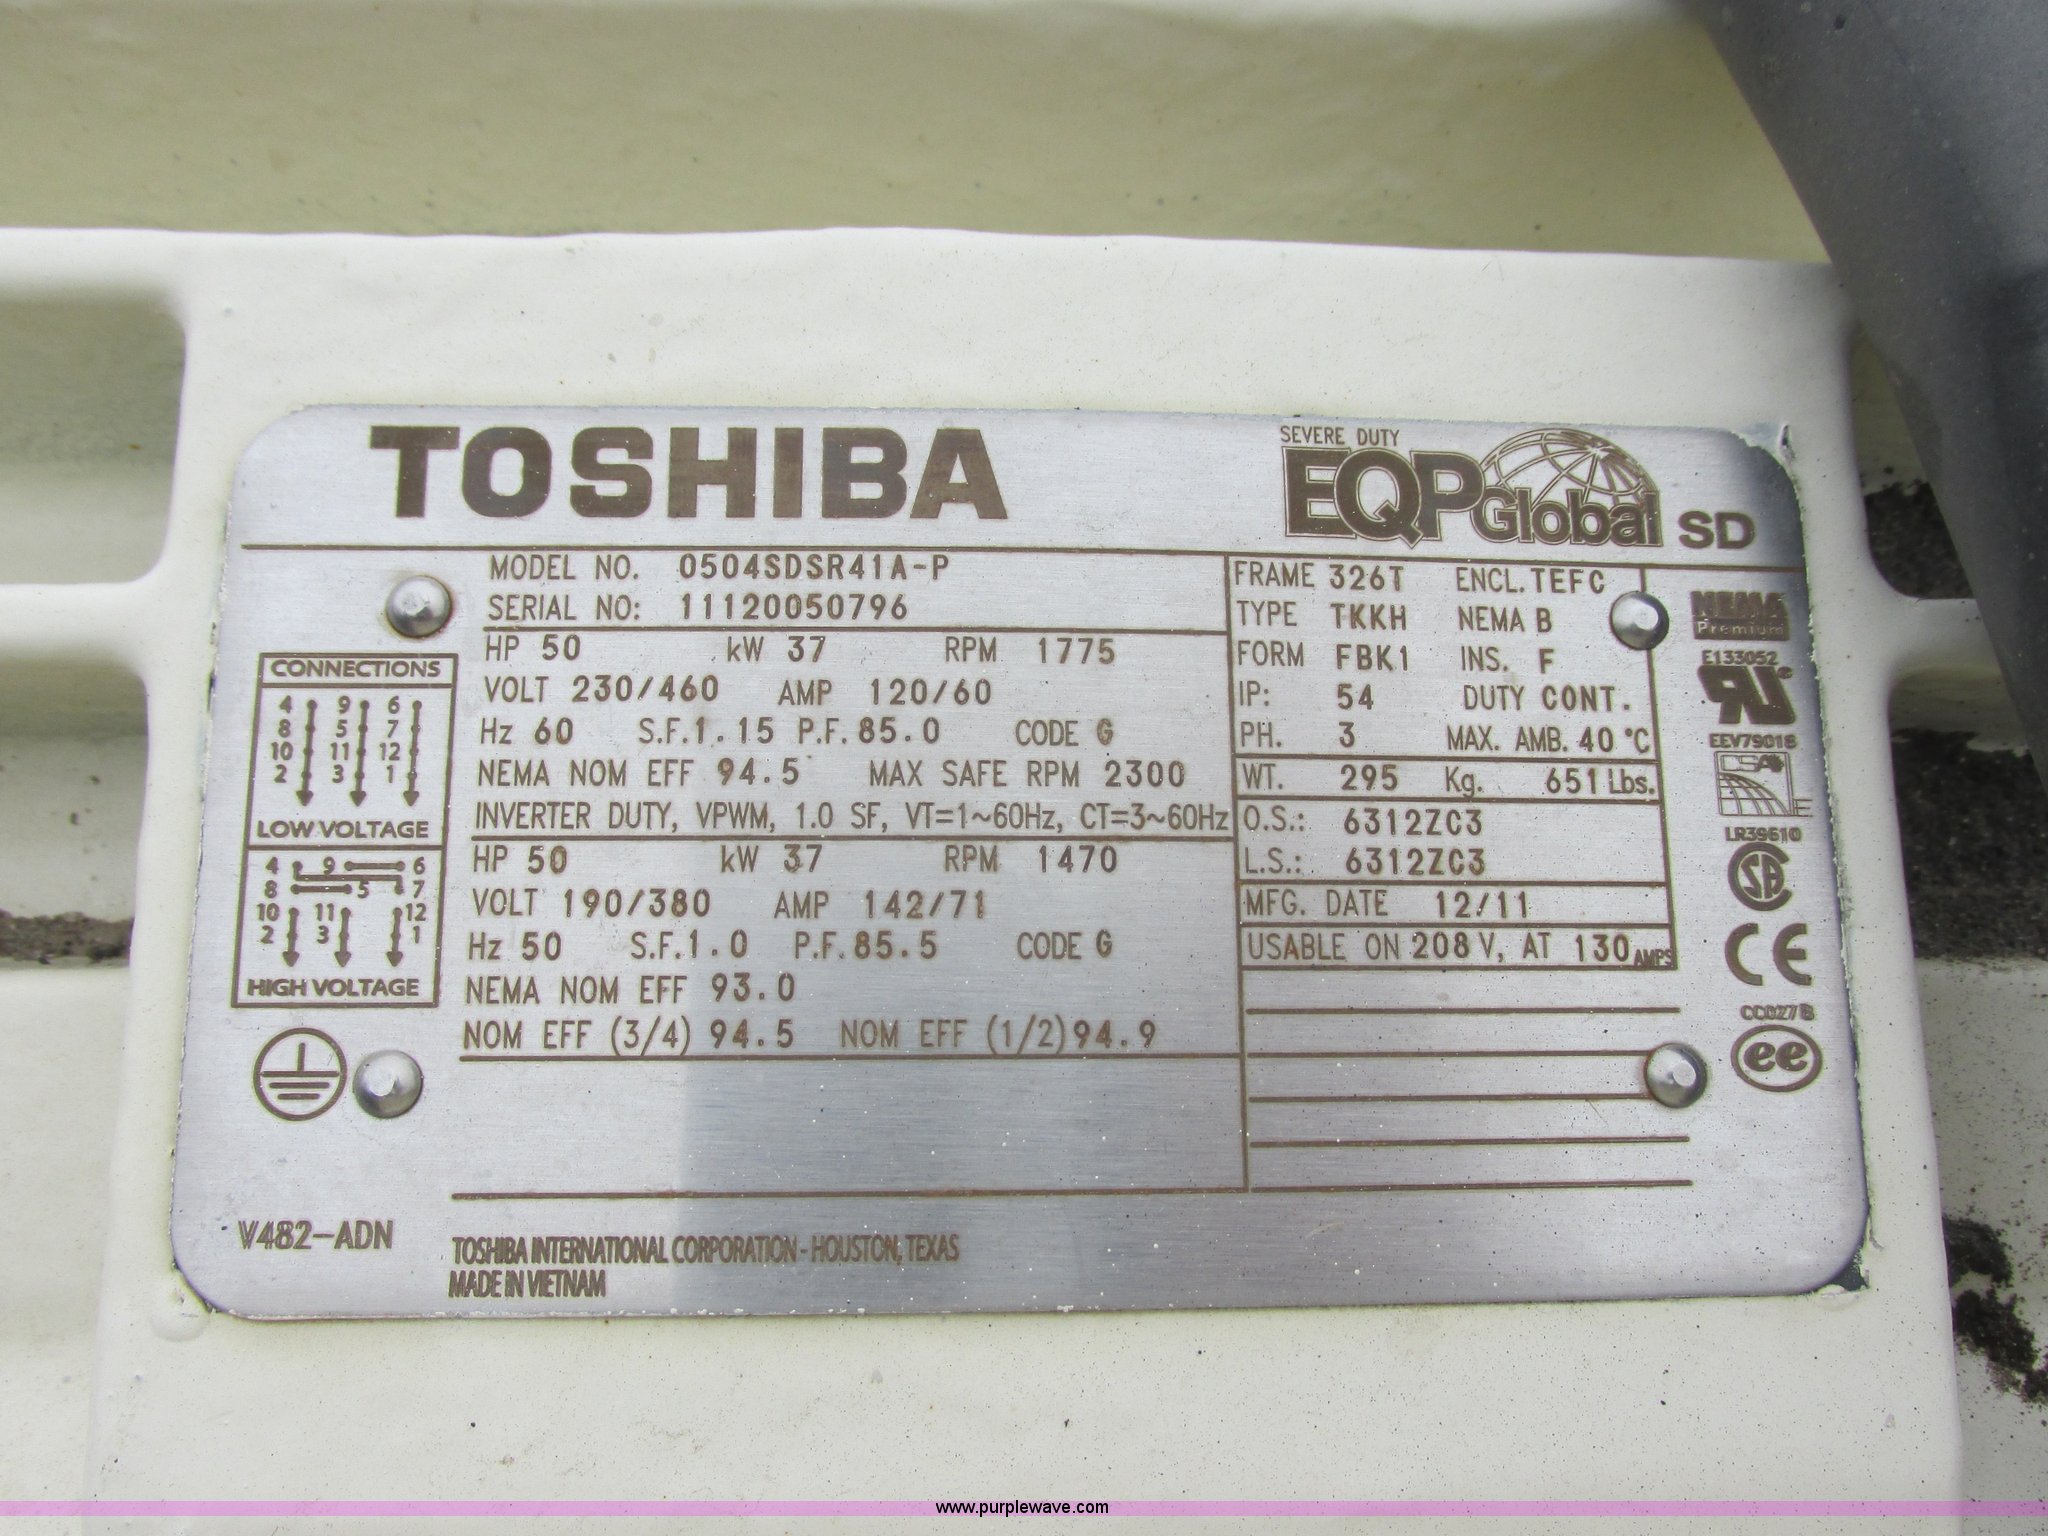 TOSHIBA
SEVERE DUTY
EQP Global SD
MODEL NO. 0504SDSR41A-P
SERIAL NO: 11120050796
HP 50 kW 37 RPM 1775
VOLT 230/460 AMP 120/60
Hz 60 S.F. 1.15 P.F. 85.0 CODE G
NEMA NOM EFF 94.5 MAX SAFE RPM 2300
INVERTER DUTY, VPWM, 1.0 SF, VT=1~60Hz, CT=3~60Hz
HP 50 kW 37 RPM 1470
VOLT 190/380 AMP 142/71
Hz 50 S.F. 1.0 P.F. 85.5 CODE G
NEMA NOM EFF 93.0
NOM EFF (3/4) 94.5 NOM EFF (1/2) 94.9
FRAME 326T ENCL. TEFC
TYPE TKKH NEMA B
FORM FBK1 INS. F
IP: 54 DUTY CONT.
PH. 3 MAX. AMB. 40 °C
WT. 295 Kg. 651 Lbs.
O.S.: 6312ZC3
L.S.: 6312ZC3
MFG. DATE 12/11
USABLE ON 208 V, AT 130 AMPS
CONNECTIONS
4 9 6
8 5 7
10 11 12
2 3 1
LOW VOLTAGE
4 9 6
8 5 7
10 11 12
2 3 1
HIGH VOLTAGE
NEMA
Premium
E133052
RU
EEV79018
CSA
E
LR39610
SA
CE
CC027B
ee
V482-ADN
TOSHIBA INTERNATIONAL CORPORATION - HOUSTON, TEXAS
MADE IN VIETNAM
www.purplewave.com